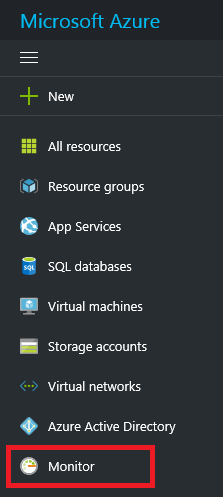 Microsoft Azure
New
All resources
Resource groups
App Services
SQL
SQL databases
Virtual machines
Storage accounts
Virtual networks
Azure Active Directory
Monitor